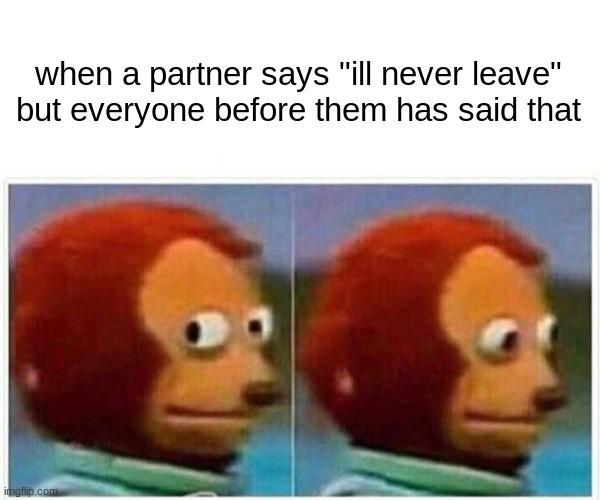 when a partner says "ill never leave"
but everyone before them has said that
imgflip.com